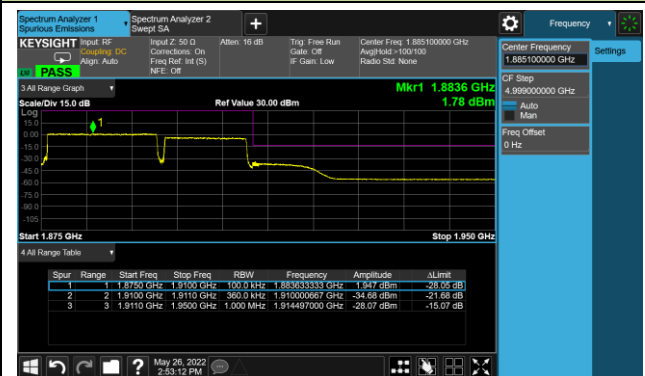 Spectrum Analyzer 1
Spurious Emissions
Spectrum Analyzer 2
Swept SA
Frequency
KEYSIGHT
Input: RF
Coupling: DC
Align: Auto
Input Z: 50 Ω
Corrections: On
Freq Ref: Int (S)
NFE: Off
Atten: 16 dB
Trig: Free Run
Gate: Off
IF Gain: Low
Center Freq: 1.885100000 GHz
Avg|Hold:>100/100
Radio Std: None
PASS
Center Frequency
1.885100000 GHz
Settings
CF Step
4.999000000 GHz
Auto
Man
Freq Offset
0 Hz
3 All Range Graph
Mkr1 1.8836 GHz
Scale/Div 15.0 dB
Ref Value 30.00 dBm
1.78 dBm
Log
15.0
0.00
-15.0
-30.0
-45.0
-60.0
-75.0
-90.0
-105
1
Start 1.875 GHz
Stop 1.950 GHz
4 All Range Table
Spur Range Start Freq Stop Freq RBW Frequency Amplitude ΔLimit
1 1 1.8750 GHz 1.9100 GHz 100.0 kHz 1.883633333 GHz 1.947 dBm -28.05 dB
2 2 1.9100 GHz 1.9110 GHz 360.0 kHz 1.910000667 GHz -34.68 dBm -21.68 dB
3 3 1.9110 GHz 1.9500 GHz 1.000 MHz 1.914497000 GHz -28.07 dBm -15.07 dB
May 26, 2022
2:53:12 PM